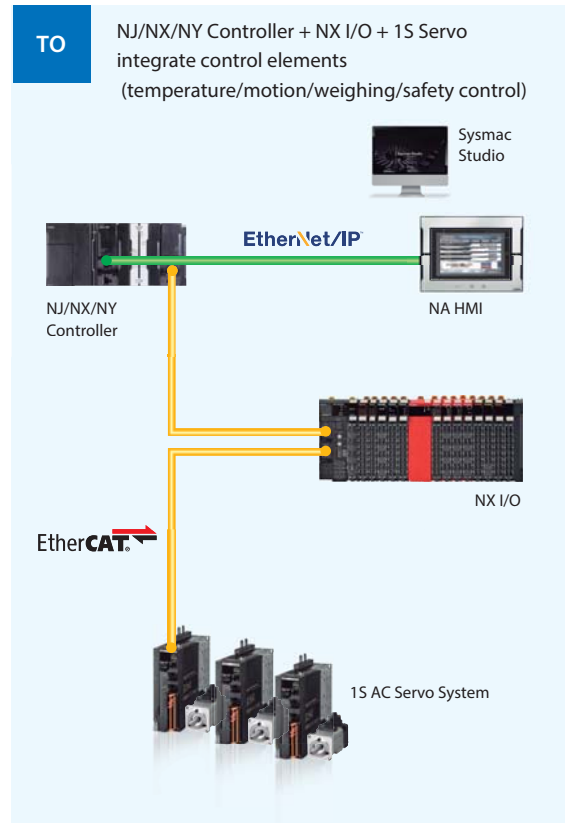 TO
NJ/NX/NY Controller + NX I/O + 1S Servo
integrate control elements
(temperature/motion/weighing/safety control)
Sysmac
Studio
EtherNet/IP
NJ/NX/NY
Controller
NA HMI
NX I/O
EtherCAT®
1S AC Servo System